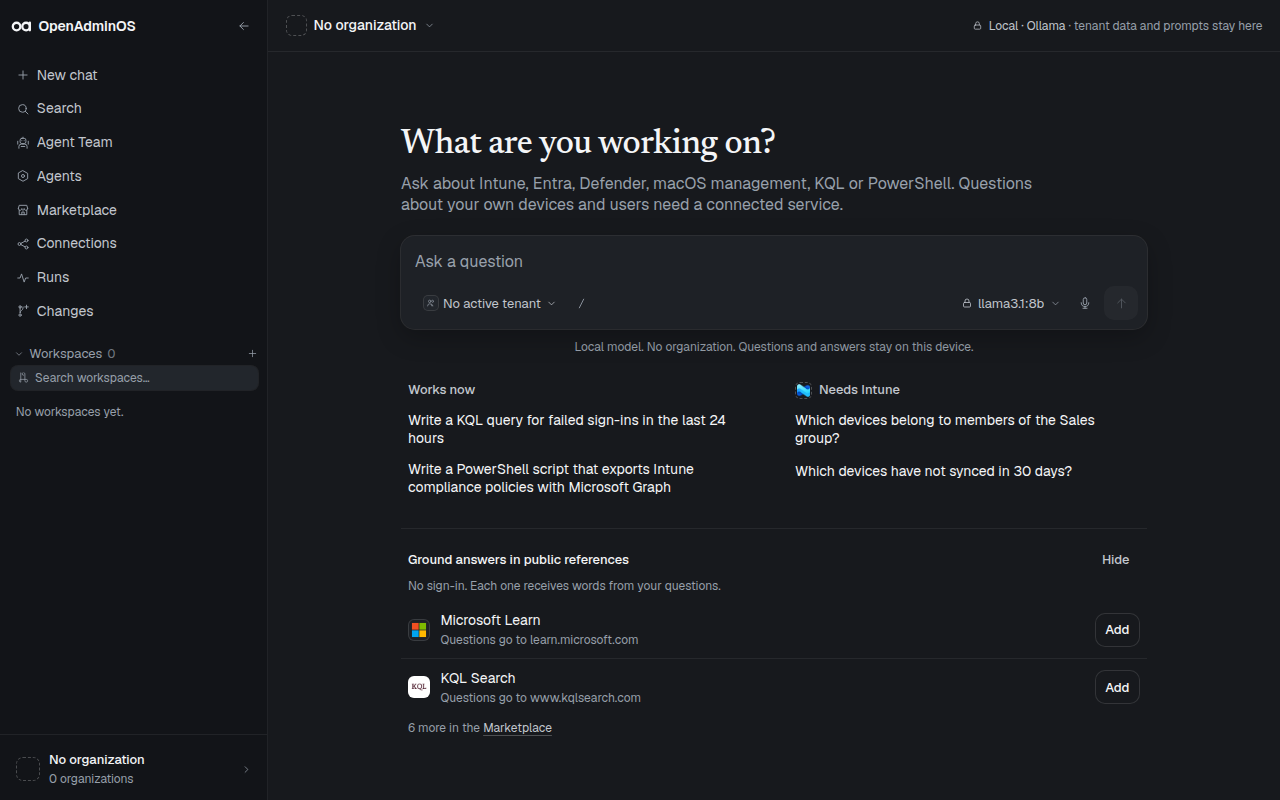 OpenAdminOS
New chat
Search
Agent Team
Agents
Marketplace
Connections
Runs
Changes
Workspaces 0
Search workspaces...
No workspaces yet.
No organization
0 organizations
No organization
Local · Ollama · tenant data and prompts stay here
What are you working on?
Ask about Intune, Entra, Defender, macOS management, KQL or PowerShell. Questions
about your own devices and users need a connected service.
Ask a question
No active tenant
/
llama3.1:8b
Local model. No organization. Questions and answers stay on this device.
Works now
Write a KQL query for failed sign-ins in the last 24
hours
Write a PowerShell script that exports Intune
compliance policies with Microsoft Graph
Needs Intune
Which devices belong to members of the Sales
group?
Which devices have not synced in 30 days?
Ground answers in public references
Hide
No sign-in. Each one receives words from your questions.
Microsoft Learn
Questions go to learn.microsoft.com
Add
KQL
KQL Search
Questions go to www.kqlsearch.com
Add
6 more in the Marketplace